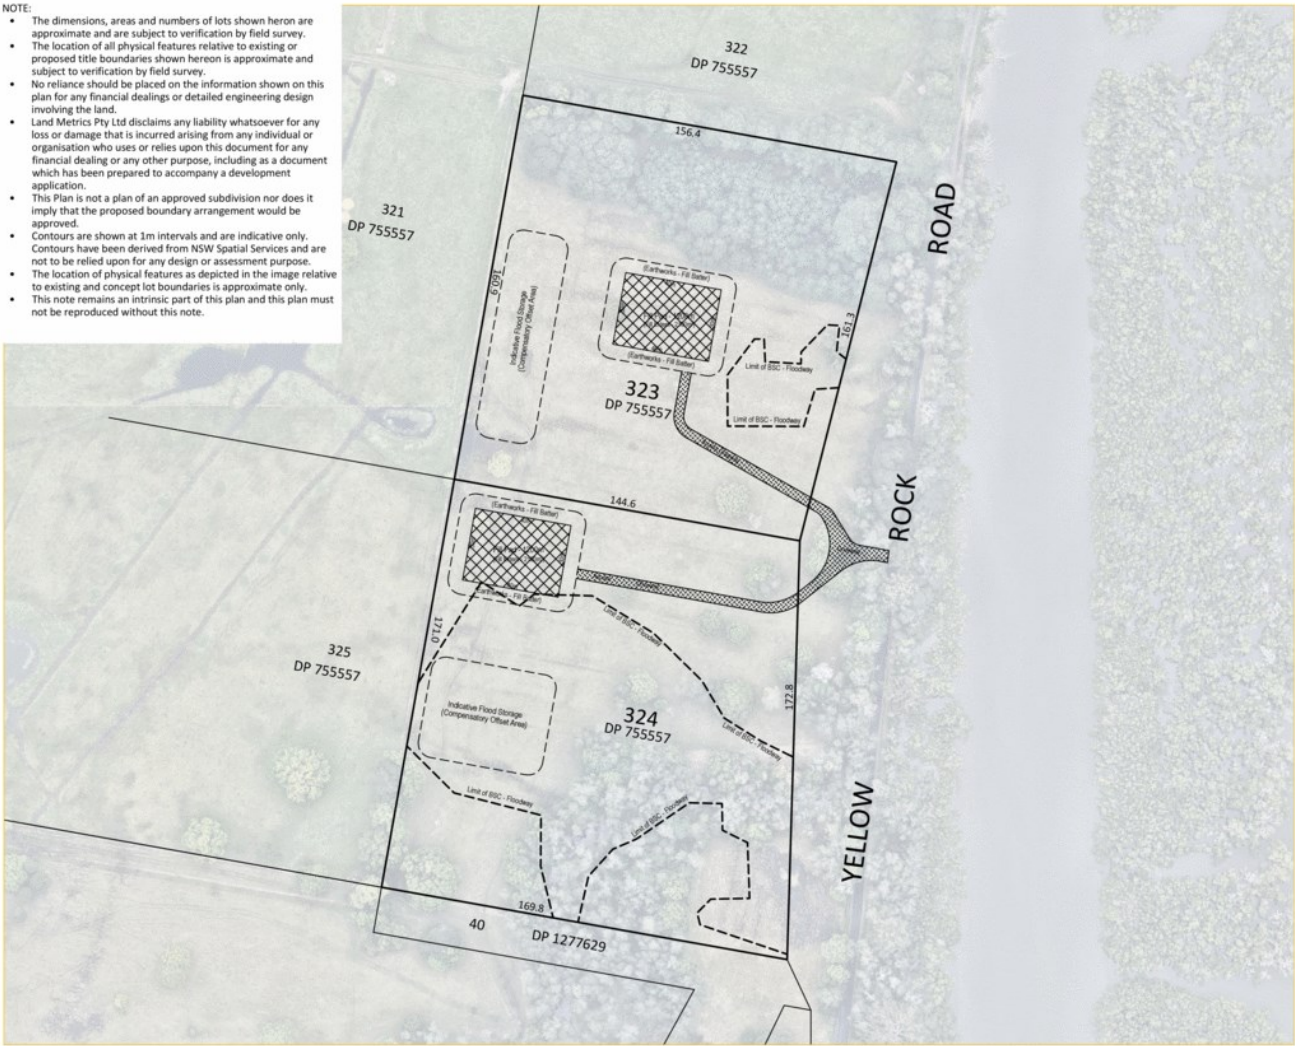 NOTE:
• The dimensions, areas and numbers of lots shown heron are
approximate and are subject to verification by field survey.
• The location of all physical features relative to existing or
proposed title boundaries shown hereon is approximate and
subject to verification by field survey.
• No reliance should be placed on the information shown on this
plan for any financial dealings or detailed engineering design
involving the land.
• Land Metrics Pty Ltd disclaims any liability whatsoever for any
loss or damage that is incurred arising from any individual or
organisation who uses or relies upon this document for any
financial dealing or any other purpose, including as a document
which has been prepared to accompany a development
application.
• This Plan is not a plan of an approved subdivision nor does it
imply that the proposed boundary arrangement would be
approved.
• Contours are shown at 1m intervals and are indicative only.
Contours have been derived from NSW Spatial Services and are
not to be relied upon for any design or assessment purpose.
• The location of physical features as depicted in the image relative
to existing and concept lot boundaries is approximate only.
• This note remains an intrinsic part of this plan and this plan must
not be reproduced without this note.
322
DP 755557
156.4
321
DP 755557
160.9
Indicative Flood Storage
(Compensatory Offset Area)
(Earthworks - Fill Batter)
(Earthworks - Fill Batter)
161.3
Limit of BSC - Floodway
Limit of BSC - Floodway
323
DP 755557
144.6
(Earthworks - Fill Batter)
(Earthworks - Fill Batter)
Limit of BSC - Floodway
171.0
172.8
325
DP 755557
Indicative Flood Storage
(Compensatory Offset Area)
324
DP 755557
Limit of BSC - Floodway
Limit of BSC - Floodway
Limit of BSC - Floodway
169.8
40
DP 1277629
YELLOW
ROCK
ROAD